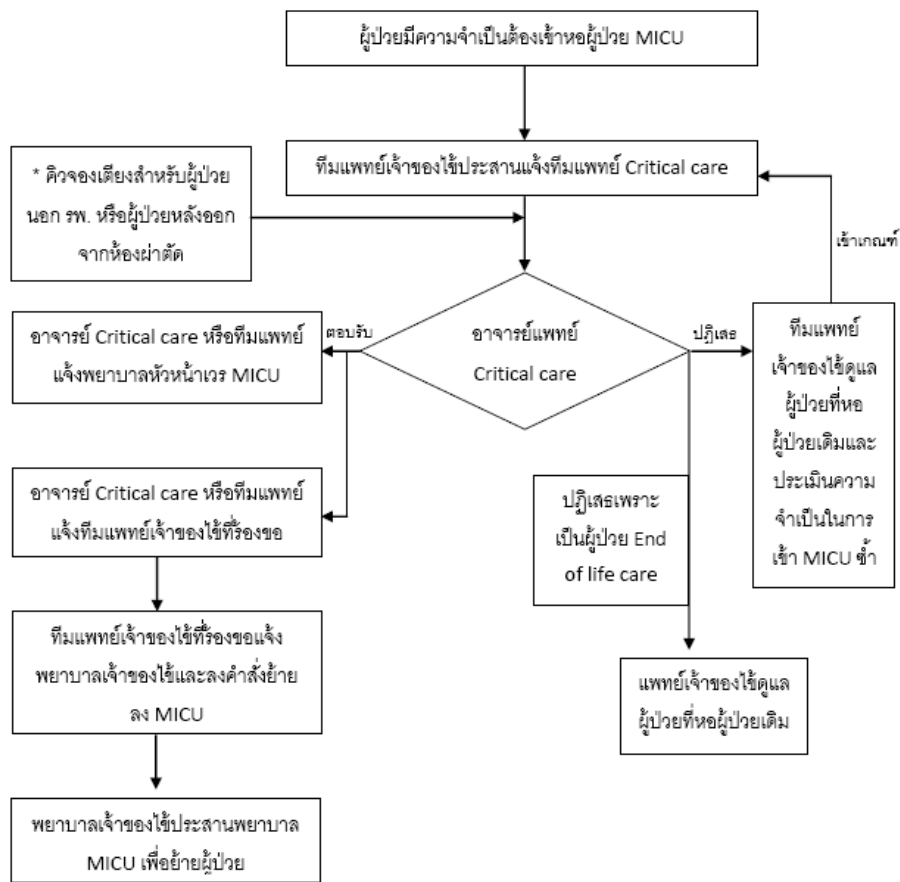 ผู้ป่วยมีความจำเป็นต้องเข้าหอผู้ป่วย MICU
ทีมแพทย์เจ้าของไข้ประสานแจ้งทีมแพทย์ Critical care
* คิวจองเตียงสำหรับผู้ป่วย
นอก รพ. หรือผู้ป่วยหลังออก
จากห้องผ่าตัด
เข้าเกณฑ์
อาจารย์แพทย์
Critical care
ตอบรับ
ปฏิเสธ
อาจารย์ Critical care หรือทีมแพทย์
แจ้งพยาบาลหัวหน้าเวร MICU
ทีมแพทย์
เจ้าของไข้ดูแล
ผู้ป่วยที่หอ
ผู้ป่วยเดิมและ
ประเมินความ
จำเป็นในการ
เข้า MICU ซ้ำ
อาจารย์ Critical care หรือทีมแพทย์
แจ้งทีมแพทย์เจ้าของไข้ที่ร้องขอ
ปฏิเสธเพราะ
เป็นผู้ป่วย End
of life care
ทีมแพทย์เจ้าของไข้ที่ร้องขอแจ้ง
พยาบาลเจ้าของไข้และลงคำสั่งย้าย
ลง MICU
แพทย์เจ้าของไข้ดูแล
ผู้ป่วยที่หอผู้ป่วยเดิม
พยาบาลเจ้าของไข้ประสานพยาบาล
MICU เพื่อย้ายผู้ป่วย